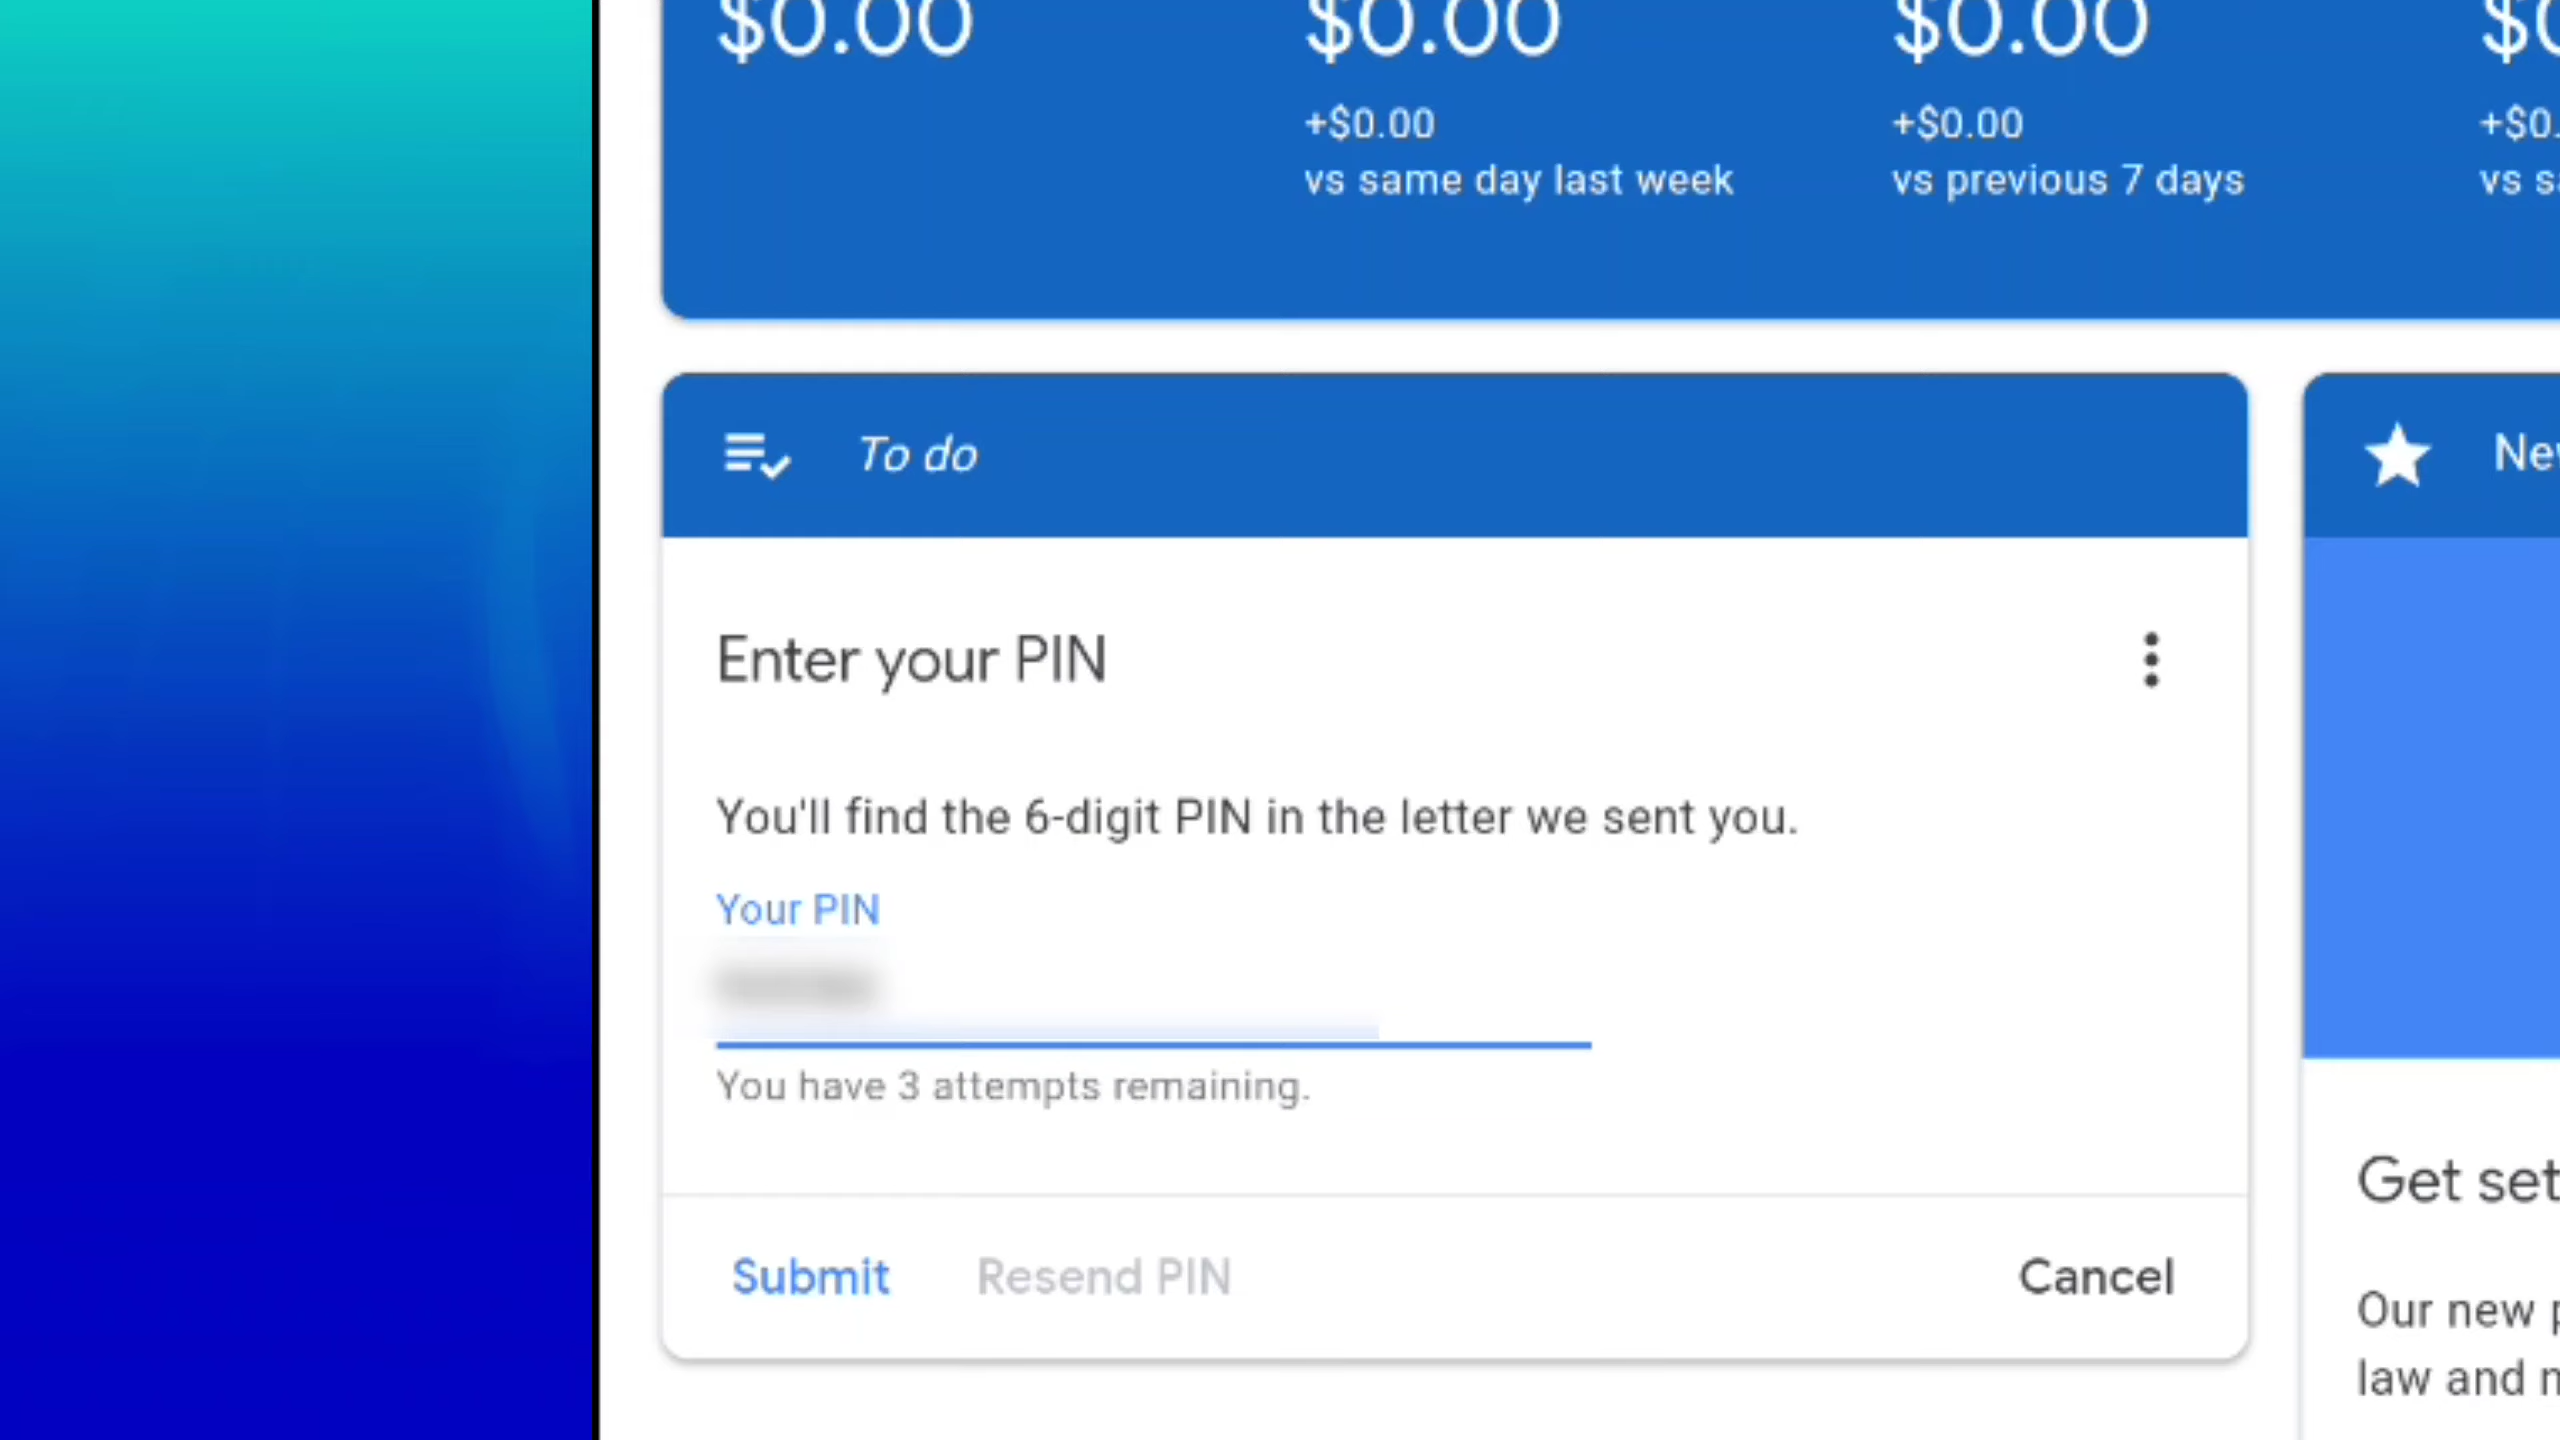 $0.00 $0.00 $0.00
+$0.00 +$0.00
vs same day last week vs previous 7 days
To do
Enter your PIN
You'll find the 6-digit PIN in the letter we sent you.
Your PIN
You have 3 attempts remaining.
Submit Resend PIN Cancel
Get set
Our new
law and